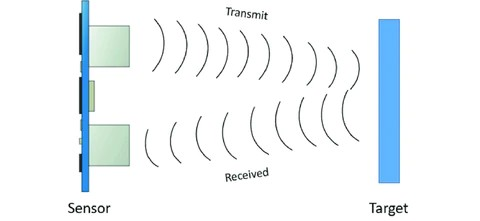 Transmit
Received
Sensor
Target